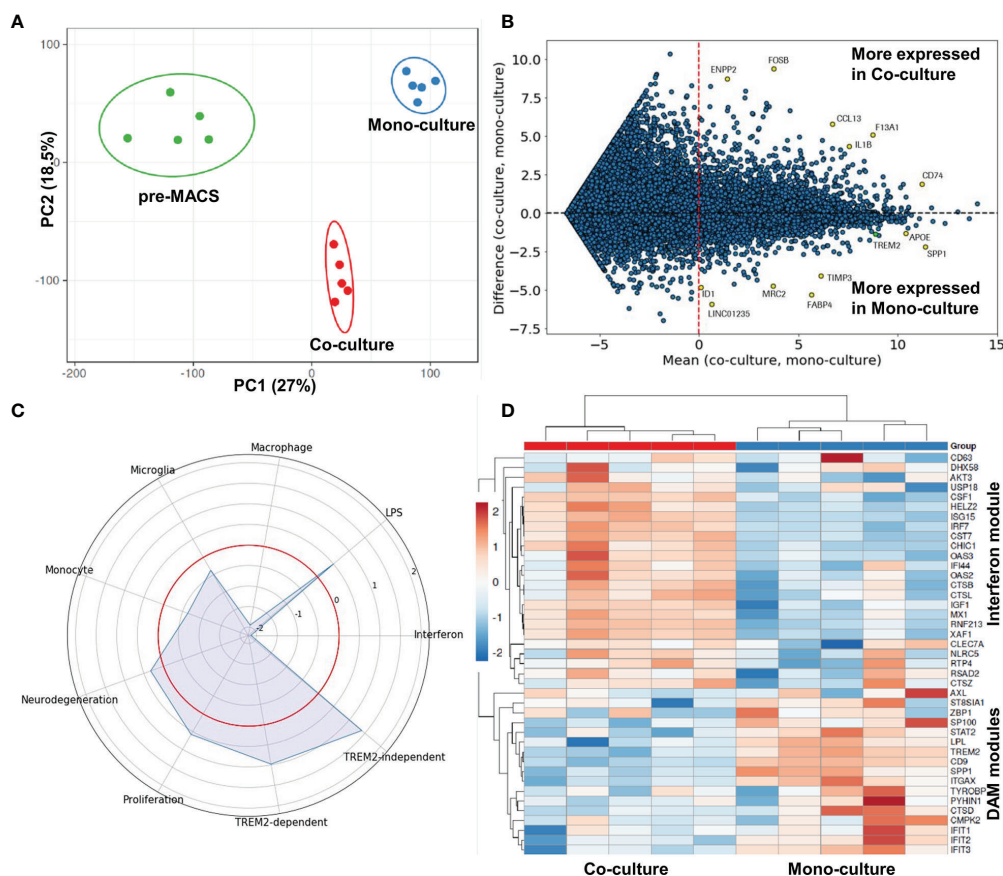 A
100
0
-100
PC2 (18.5%)
-200
-100
0
100
PC1 (27%)
pre-MACS
Mono-culture
Co-culture
B
10.0
7.5
5.0
2.5
0.0
-2.5
-5.0
-7.5
Difference (co-culture, mono-culture)
−5
0
5
10
15
Mean (co-culture, mono-culture)
More expressed
in Co-culture
FOSB
ENPP2
CCL13
F13A1
IL1B
CD74
TREM2
APOE
SPP1
TIMP3
ID1
MRC2
FABP4
LINC01235
More expressed
in Mono-culture
C
Macrophage
Microglia
LPS
Monocyte
Interferon
Neurodegeneration
TREM2-independent
Proliferation
TREM2-dependent
-2
-1
0
1
2
D
2
1
0
-1
-2
Group
CD63
DHX58
AKT3
USP18
CSF1
HELZ2
ISG15
IRF7
CST7
CHIC1
OAS3
IFI44
OAS2
CTSB
CTSL
IGF1
MX1
RNF213
XAF1
CLEC7A
NLRC5
RTP4
RSAD2
CTSZ
AXL
ST8SIA1
ZBP1
SP100
STAT2
LPL
TREM2
CD9
SPP1
ITGAX
TYROBP
PYHIN1
CTSD
CMPK2
IFIT1
IFIT2
IFIT3
Interferon module
DAM modules
Co-culture
Mono-culture